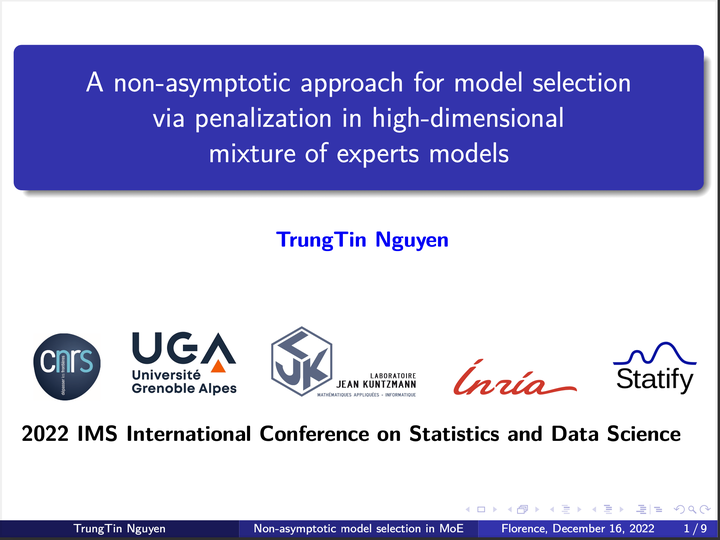 A non-asymptotic approach for model selection
via penalization in high-dimensional
mixture of experts models
TrungTin Nguyen
cnrs
UGA
Université
Grenoble Alpes
LJK
LABORATOIRE
JEAN KUNTZMANN
MATHÉMATIQUES APPLIQUÉES - INFORMATIQUE
Inria
Statify
2022 IMS International Conference on Statistics and Data Science
TrungTin Nguyen
Non-asymptotic model selection in MoE
Florence, December 16, 2022
1 / 9